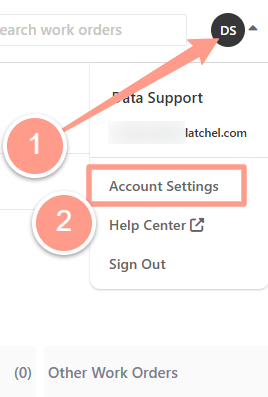 earch work orders
DS
1
Data Support
latchel.com
Account Settings
2
Help Center
Sign Out
(0) Other Work Orders